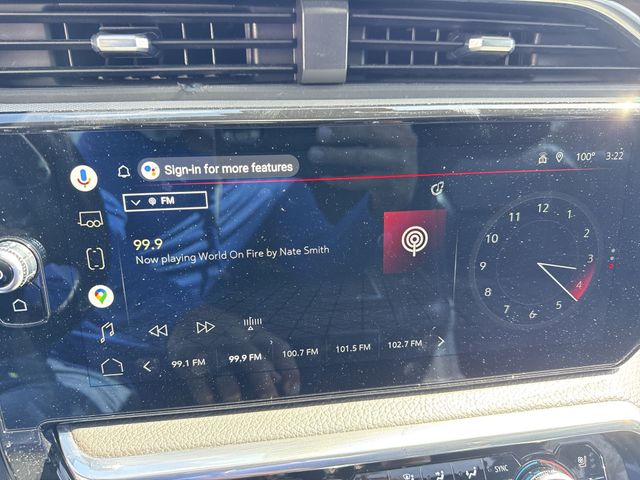 Sign-in for more features
100° 3:22
FM
99.9
Now playing World On Fire by Nate Smith
12
1
2
3
4
5
6
7
8
9
10
11
99.1 FM 99.9 FM 100.7 FM 101.5 FM 102.7 FM
SYNC